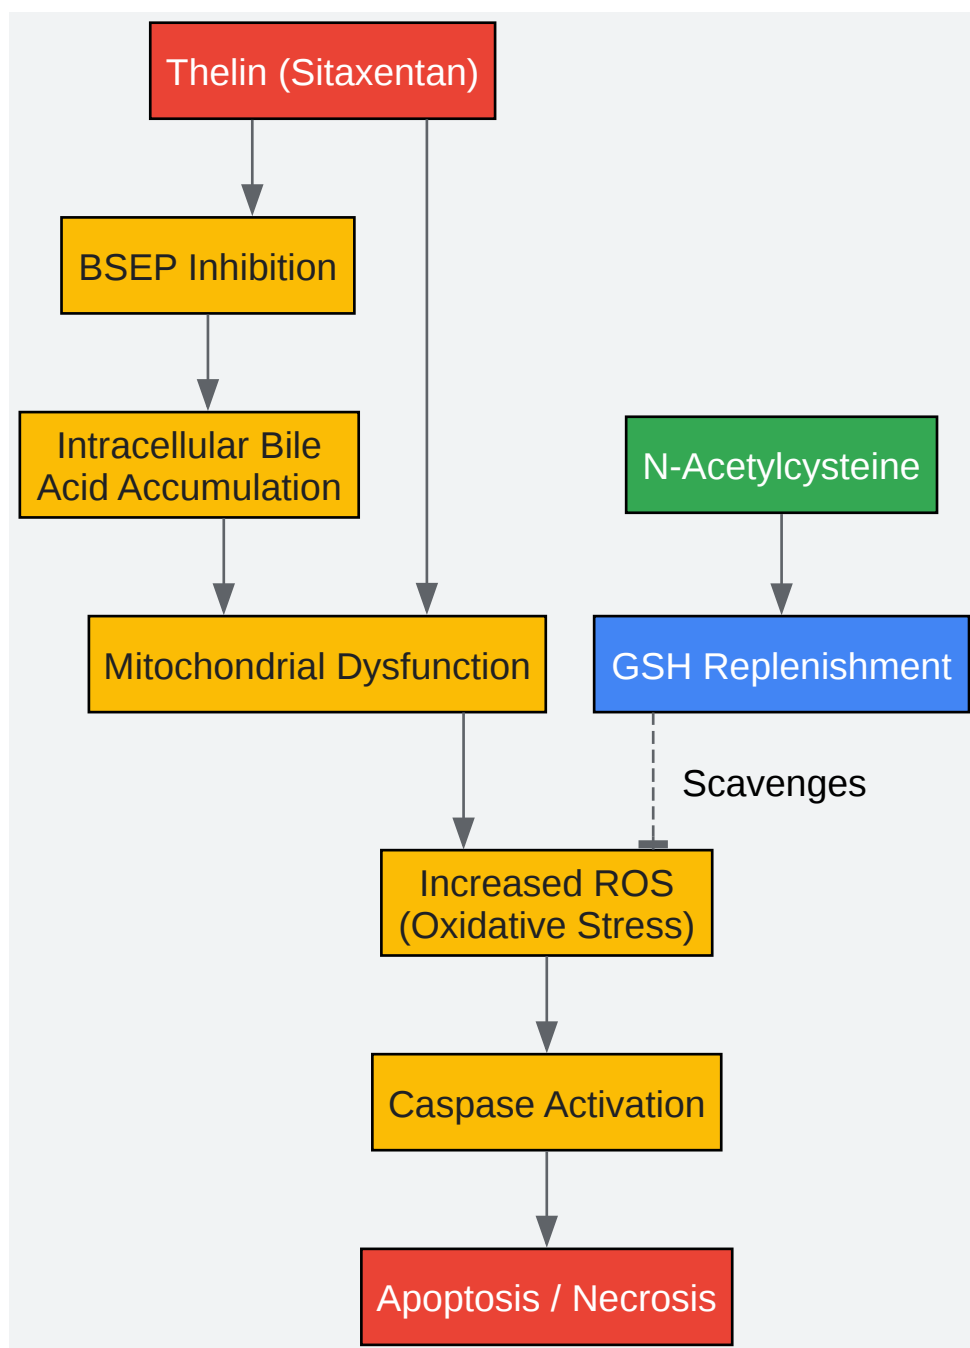 Thelin (Sitaxentan)
BSEP Inhibition
Intracellular Bile
Acid Accumulation
N-Acetylcysteine
Mitochondrial Dysfunction
GSH Replenishment
Scavenges
Increased ROS
(Oxidative Stress)
Caspase Activation
Apoptosis / Necrosis